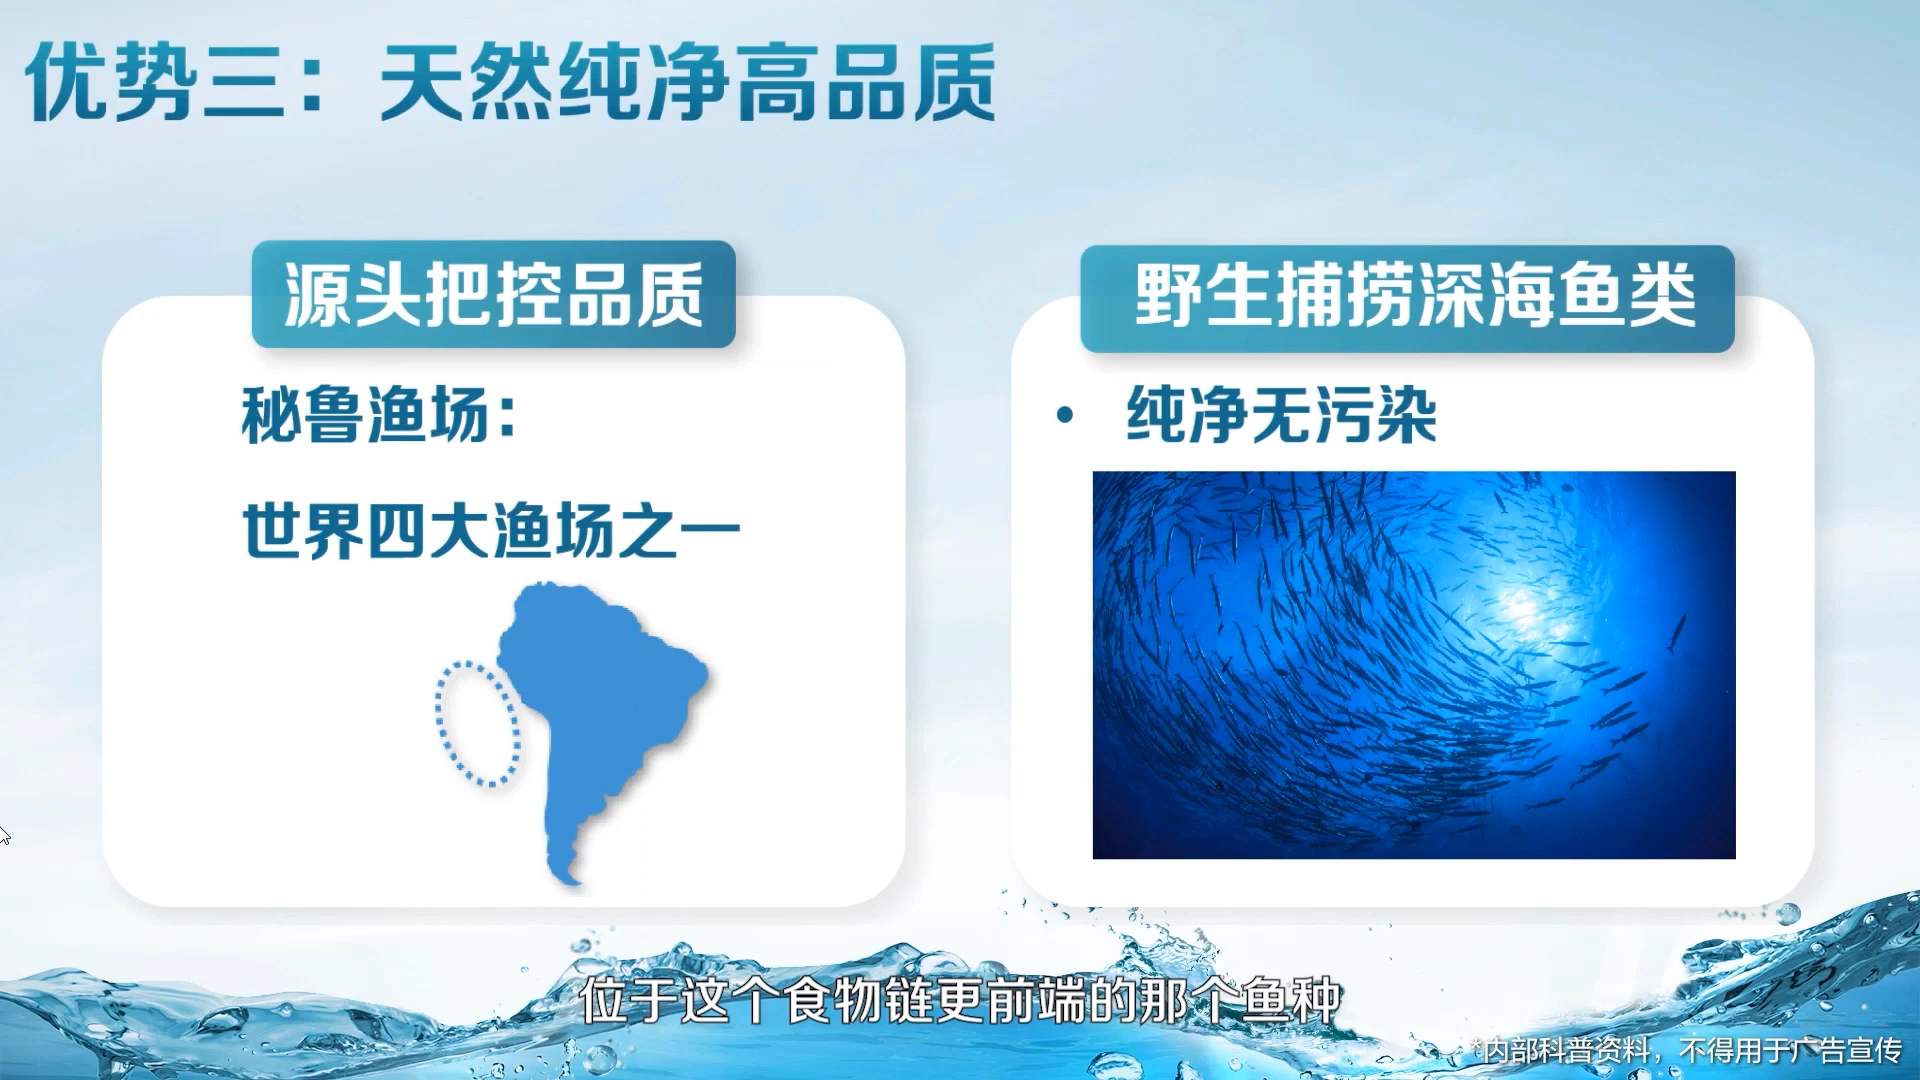 优势三：天然纯净高品质
源头把控品质
秘鲁渔场：
世界四大渔场之一
野生捕捞深海鱼类
• 纯净无污染
位于这个食物链更前端的那个鱼种
*内部科普资料，不得用于广告宣传